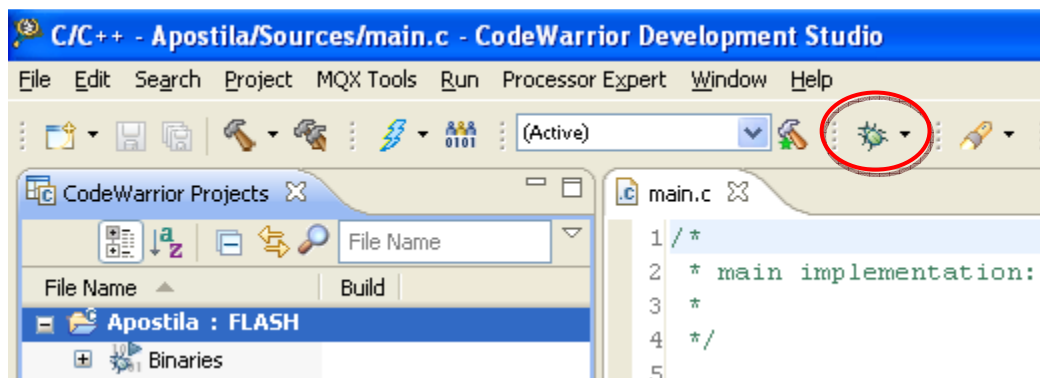 C/C++ - Apostila/Sources/main.c - CodeWarrior Development Studio
File Edit Search Project MQX Tools Run Processor Expert Window Help
0101 (Active)
CodeWarrior Projects
.c main.c
a z File Name
File Name Build
Apostila : FLASH
Binaries
1 /*
2 * main implementation:
3 *
4 */
5